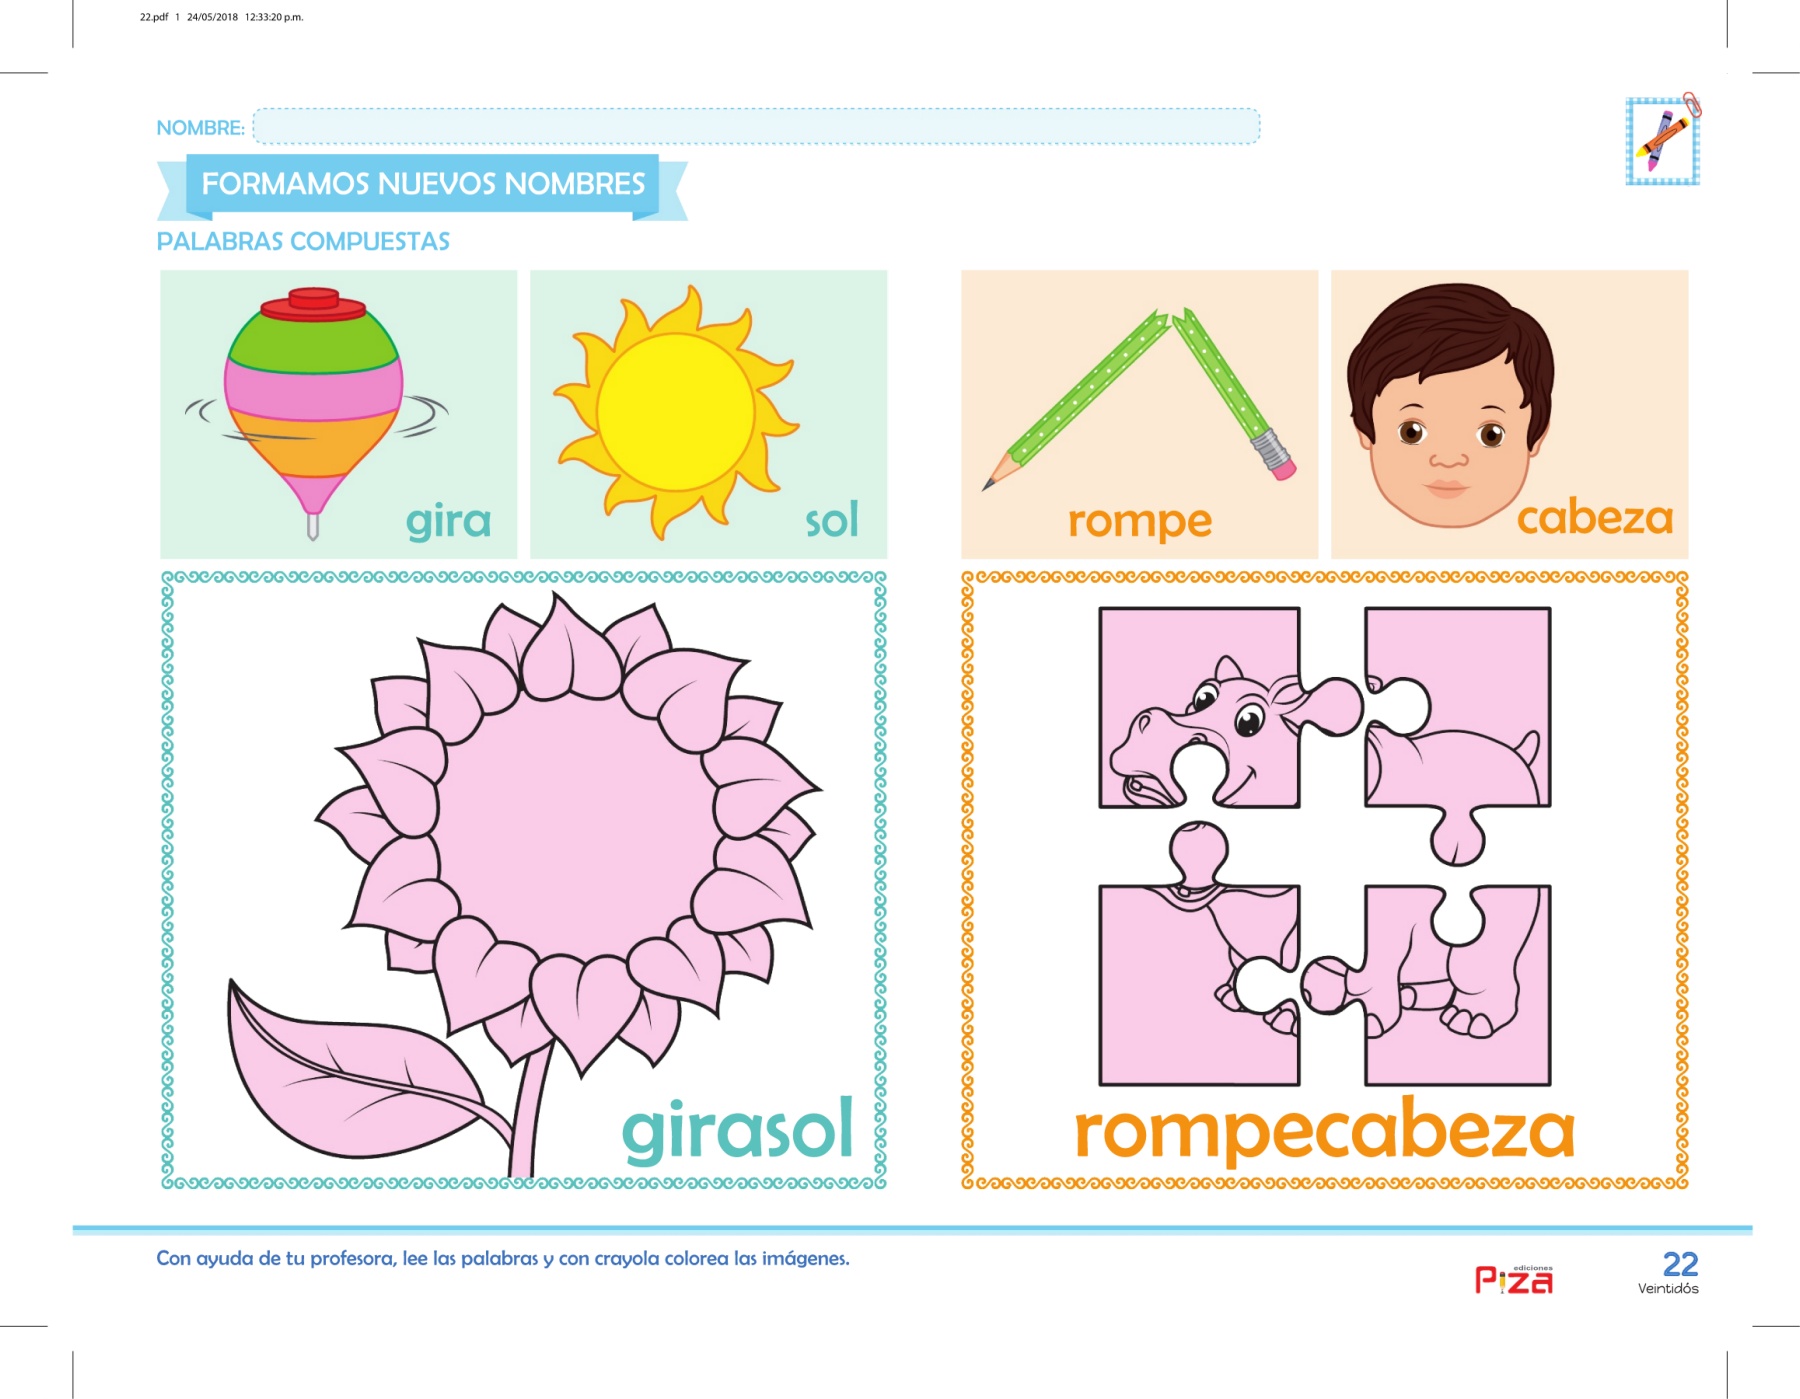 22.pdf 1 24/05/2018 12:33:20 p.m.
NOMBRE:
FORMAMOS NUEVOS NOMBRES
PALABRAS COMPUESTAS
gira
sol
rompe
cabeza
girasol
rompecabeza
Con ayuda de tu profesora, lee las palabras y con crayola colorea las imágenes.
ediciones
Piza
22
Veintidós